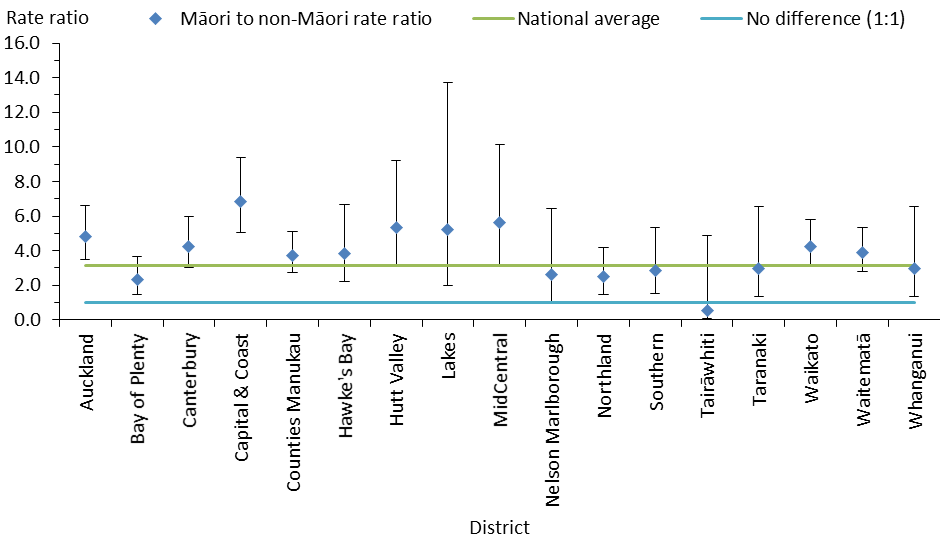 Rate ratio
Māori to non-Māori rate ratio
National average
No difference (1:1)
16.0
14.0
12.0
10.0
8.0
6.0
4.0
2.0
0.0
Auckland
Bay of Plenty
Canterbury
Capital & Coast
Counties Manukau
Hawke's Bay
Hutt Valley
Lakes
Midcentral
Nelson Marlborough
Northland
Southern
Tairāwhiti
Taranaki
Waikato
Waitematā
Whanganui
District